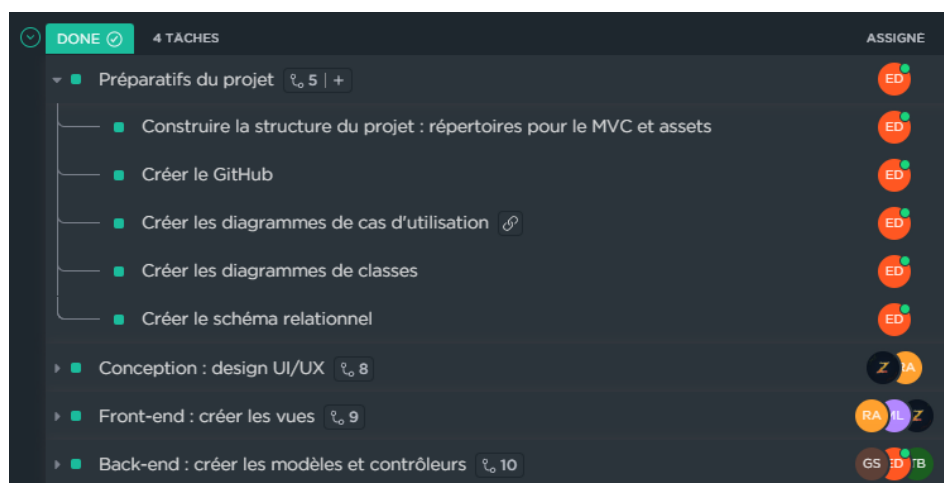 DONE 4 TÂCHES ASSIGNÉ
Préparatifs du projet 5 | + ED
Construire la structure du projet : répertoires pour le MVC et assets ED
Créer le GitHub ED
Créer les diagrammes de cas d'utilisation ED
Créer les diagrammes de classes ED
Créer le schéma relationnel ED
Conception : design UI/UX 8 Z RA
Front-end : créer les vues 9 RA ML Z
Back-end : créer les modèles et contrôleurs 10 GS ED TB